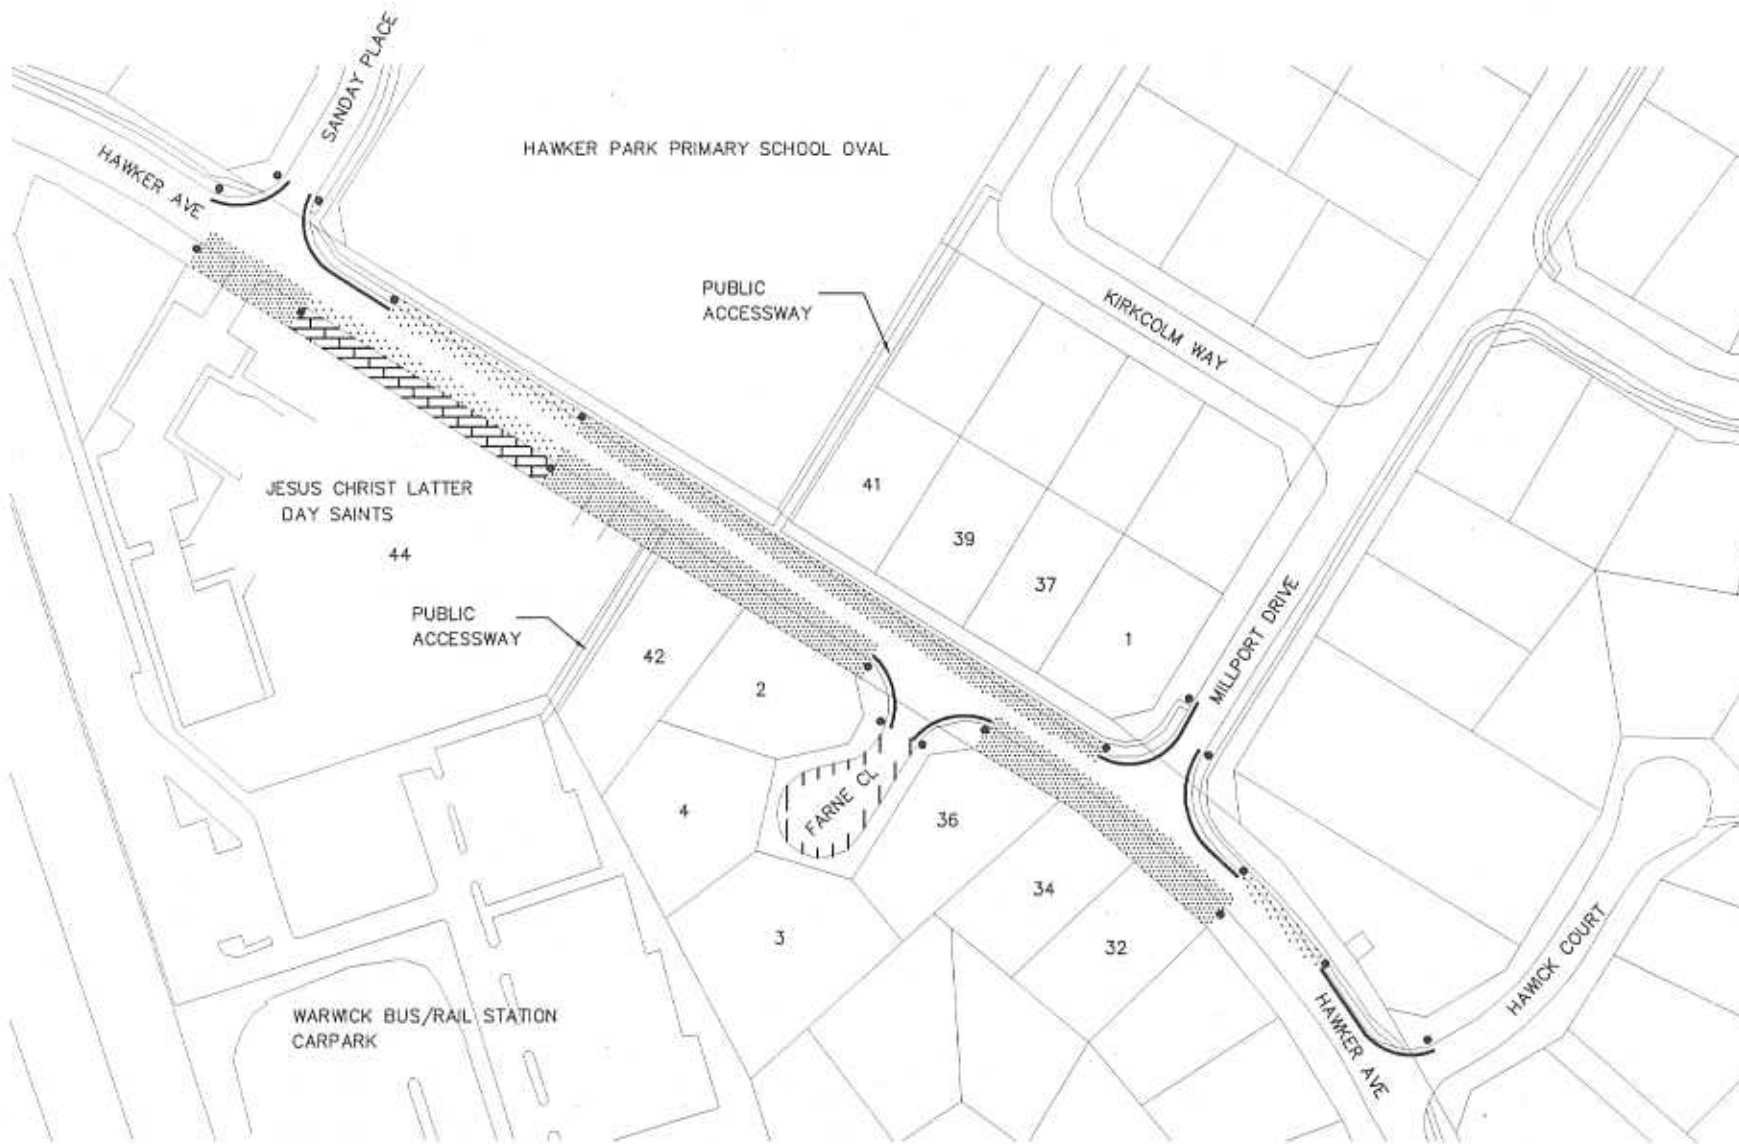 SANDAY PLACE
HAWKER AVE
HAWKER PARK PRIMARY SCHOOL OVAL
PUBLIC
ACCESSWAY
KIRKCOLM WAY
41
39
37
1
MILLPORT DRIVE
JESUS CHRIST LATTER
DAY SAINTS
44
PUBLIC
ACCESSWAY
42
2
4
FARNE CL
36
34
3
32
HAWICK COURT
HAWKER AVE
WARWICK BUS/RAIL STATION
CARPARK